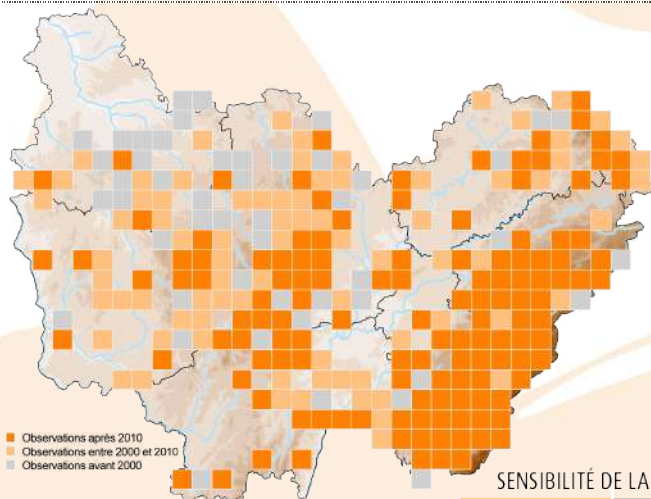 Observations après 2010
Observations entre 2000 et 2010
Observations avant 2000
SENSIBILITÉ DE LA